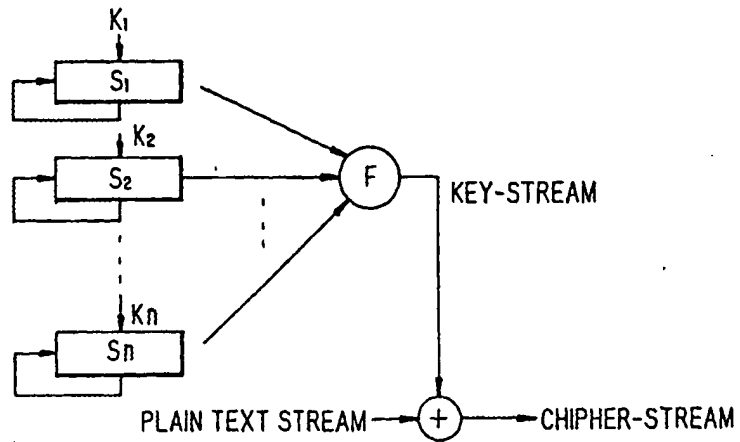 K1
S1
K2
S2
F
KEY-STREAM
Kn
Sn
PLAIN TEXT STREAM + CHIPHER-STREAM